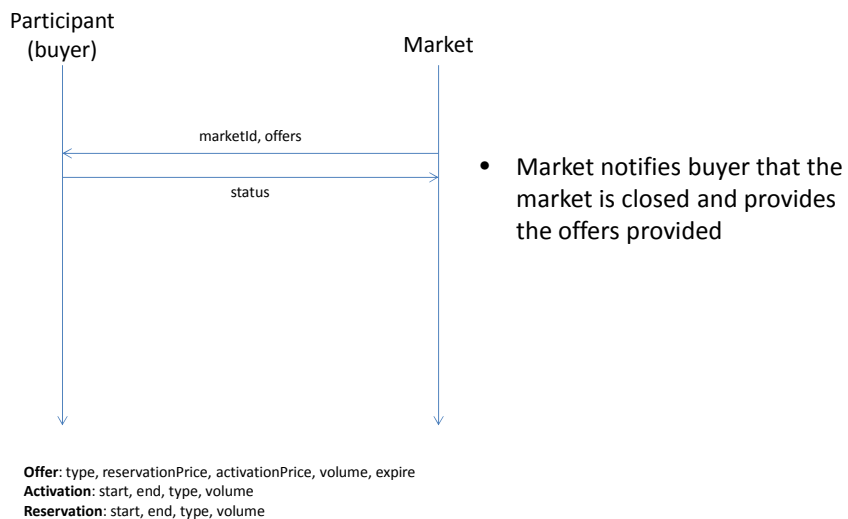 Participant
(buyer)
Market
marketId, offers
status
• Market notifies buyer that the
market is closed and provides
the offers provided
Offer: type, reservationPrice, activationPrice, volume, expire
Activation: start, end, type, volume
Reservation: start, end, type, volume